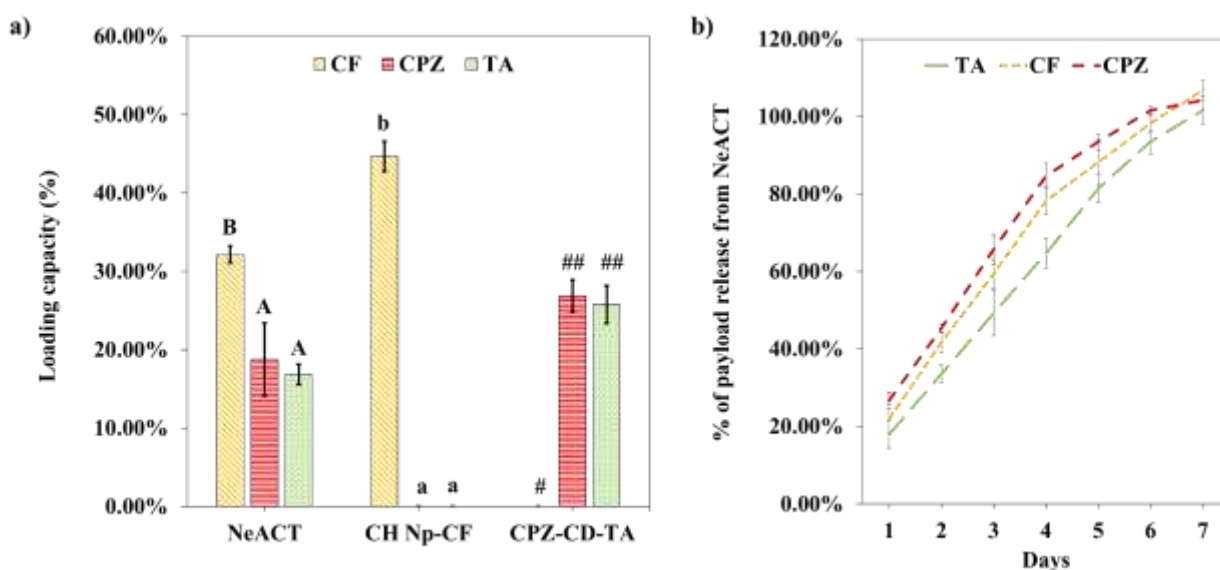 a)
60.00%
50.00%
40.00%
30.00%
20.00%
10.00%
0.00%
Loading capacity (%)
CF CPZ TA
B
A
A
b
a a
#
## ##
NeACT CH Np-CF CPZ-CD-TA
b)
120.00%
100.00%
80.00%
60.00%
40.00%
20.00%
0.00%
% of payload release from NeACT
TA CF CPZ
1 2 3 4 5 6 7
Days